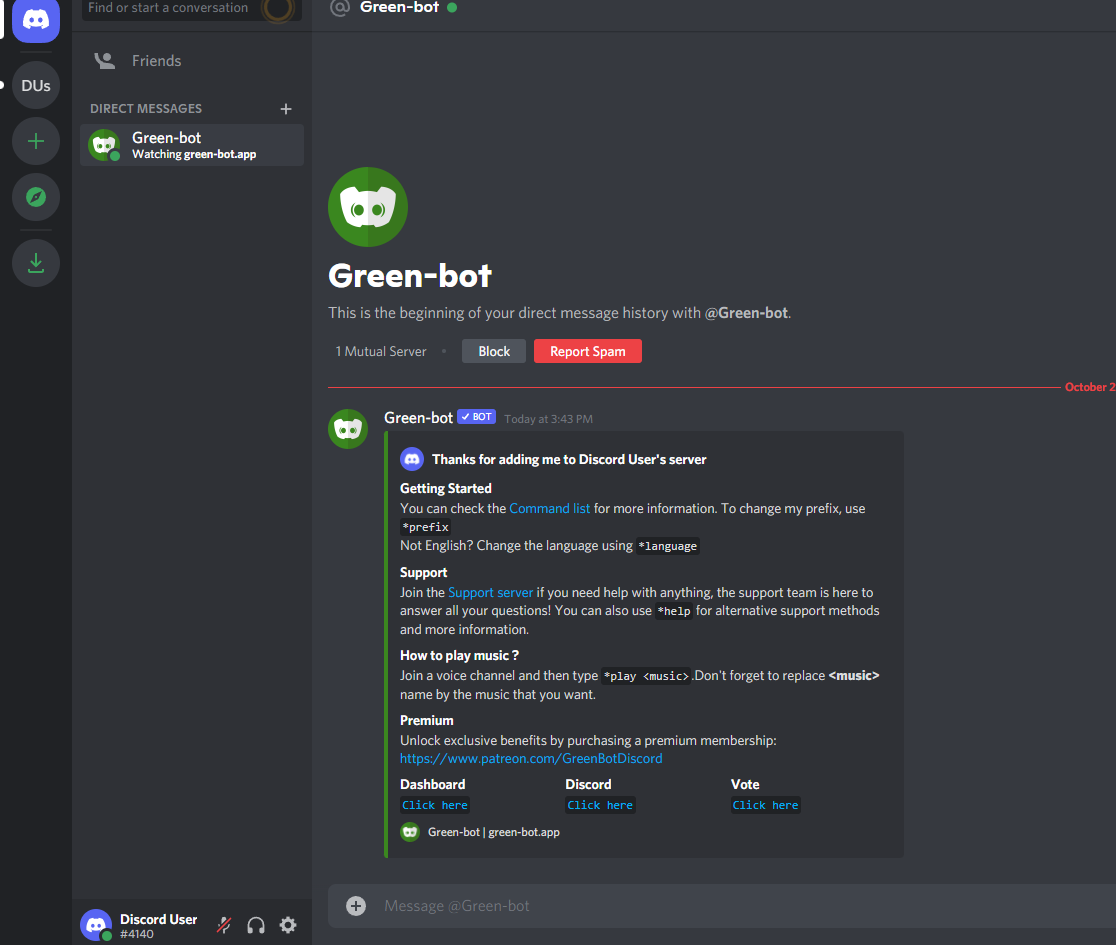 Find or start a conversation
Green-bot
DUs
Friends
DIRECT MESSAGES
Green-bot
Watching green-bot.app
Green-bot
This is the beginning of your direct message history with @Green-bot.
1 Mutual Server
Block
Report Spam
October 2
Green-bot BOT Today at 3:43 PM
Thanks for adding me to Discord User's server
Getting Started
You can check the Command list for more information. To change my prefix, use
*prefix
Not English? Change the language using *language
Support
Join the Support server if you need help with anything, the support team is here to
answer all your questions! You can also use *help for alternative support methods
and more information.
How to play music ?
Join a voice channel and then type *play <music>.Don't forget to replace <music>
name by the music that you want.
Premium
Unlock exclusive benefits by purchasing a premium membership:
https://www.patreon.com/GreenBotDiscord
Dashboard Discord Vote
Click here Click here Click here
Green-bot | green-bot.app
Message @Green-bot
Discord User
#4140